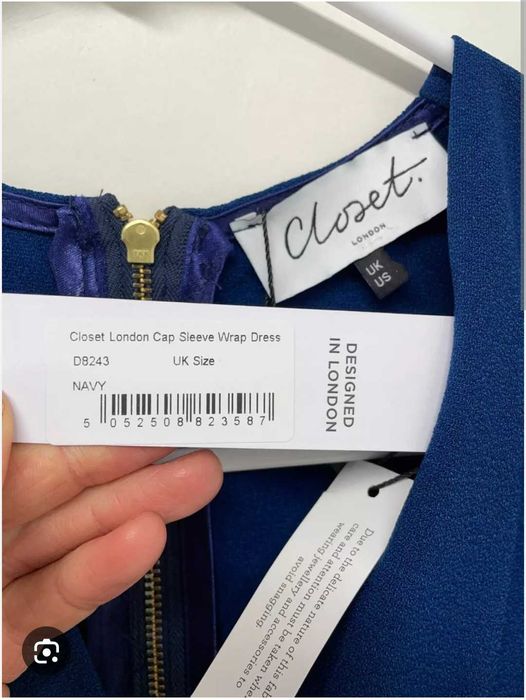 Closet.
LONDON
UK
US
Closet London Cap Sleeve Wrap Dress
D8243 UK Size
NAVY
5 052508 823587
DESIGNED
IN LONDON
Due to the delicate nature of this
care and attention must be taken
wearing jewellery and accessories to
avoid snagging.